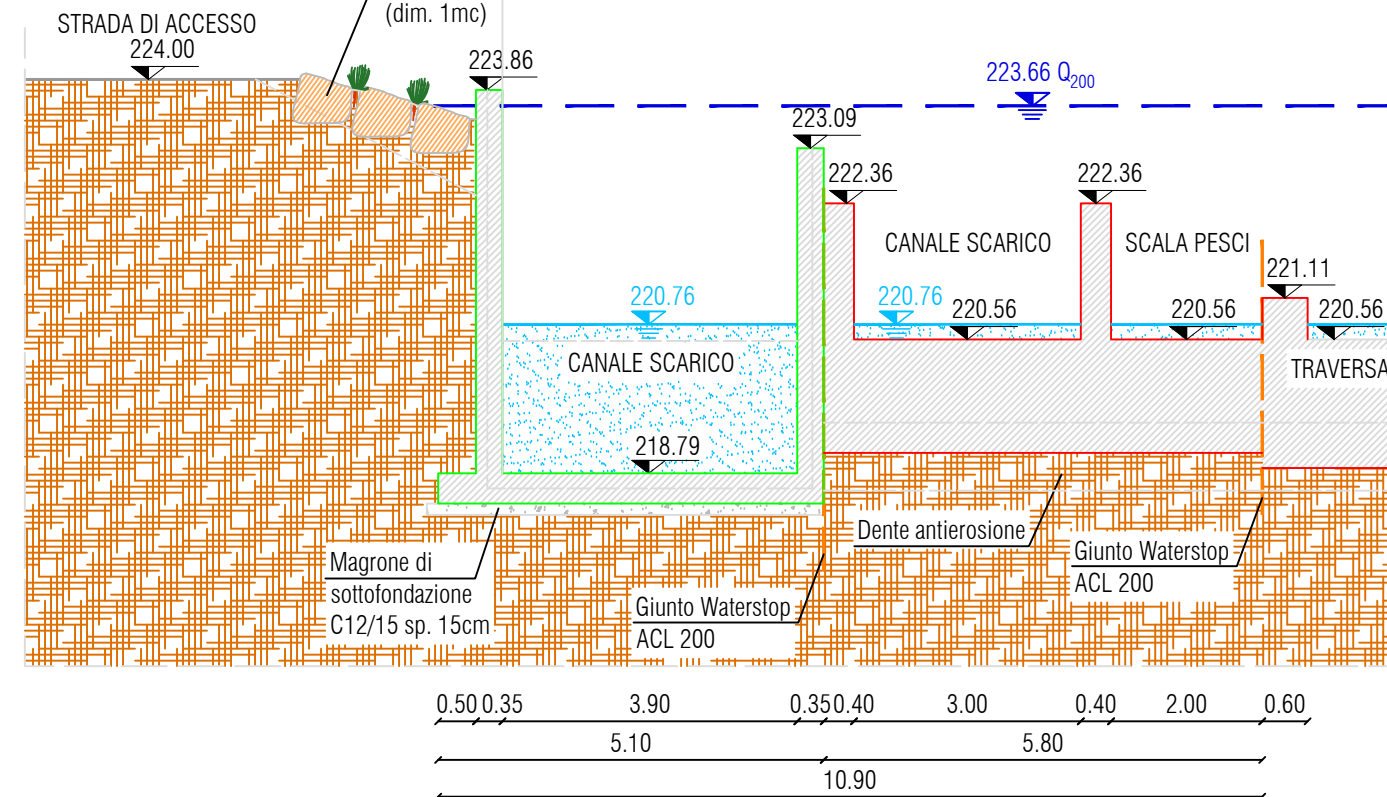 (dim. 1mc)
STRADA DI ACCESSO
224.00
223.86
223.66 Q200
223.09
222.36
222.36
CANALE SCARICO
SCALA PESCI
221.11
220.76
220.76
220.56
220.56
220.56
CANALE SCARICO
TRAVERSA
218.79
Dente antierosione
Giunto Waterstop
ACL 200
Magrone di
sottofondazione
C12/15 sp. 15cm
Giunto Waterstop
ACL 200
0.50 0.35 3.90 0.35 0.40 3.00 0.40 2.00 0.60
5.10 5.80
10.90